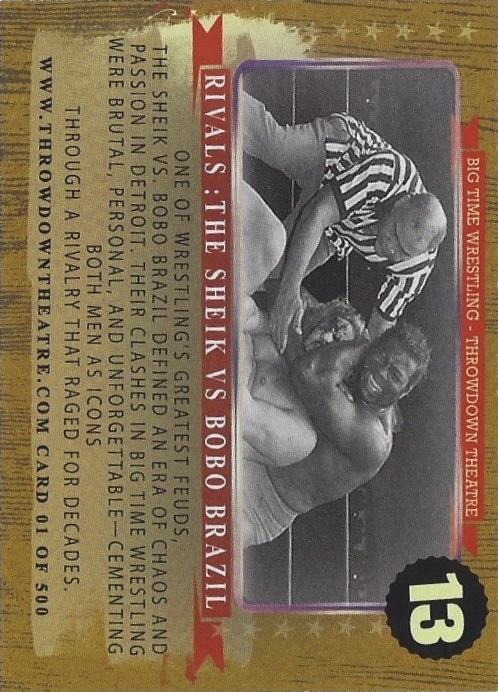 BIG TIME WRESTLING - THROWDOWN THEATRE
13
RIVALS : THE SHEIK VS BOBO BRAZIL
ONE OF WRESTLING'S GREATEST FEUDS,
THE SHEIK VS. BOBO BRAZIL DEFINED AN ERA OF CHAOS AND
PASSION IN DETROIT. THEIR CLASHES IN BIG TIME WRESTLING
WERE BRUTAL, PERSONAL, AND UNFORGETTABLE—CEMENTING
BOTH MEN AS ICONS
THROUGH A RIVALRY THAT RAGED FOR DECADES.
WWW.THROWDOWNTHEATRE.COM CARD 01 OF 500